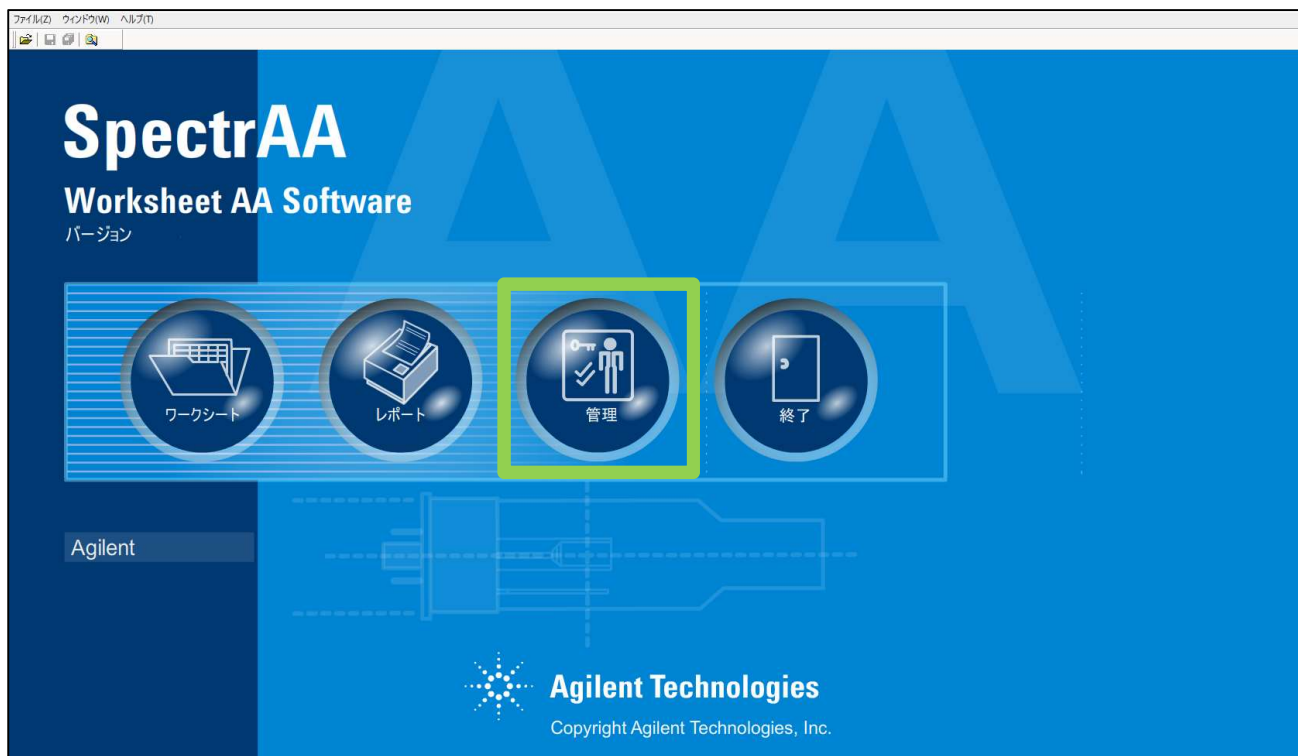 ファイル(Z) ウィンドウ(W) ヘルプ(T)
SpectrAA
Worksheet AA Software
バージョン
ワークシート レポート 管理 終了
Agilent
Agilent Technologies
Copyright Agilent Technologies, Inc.